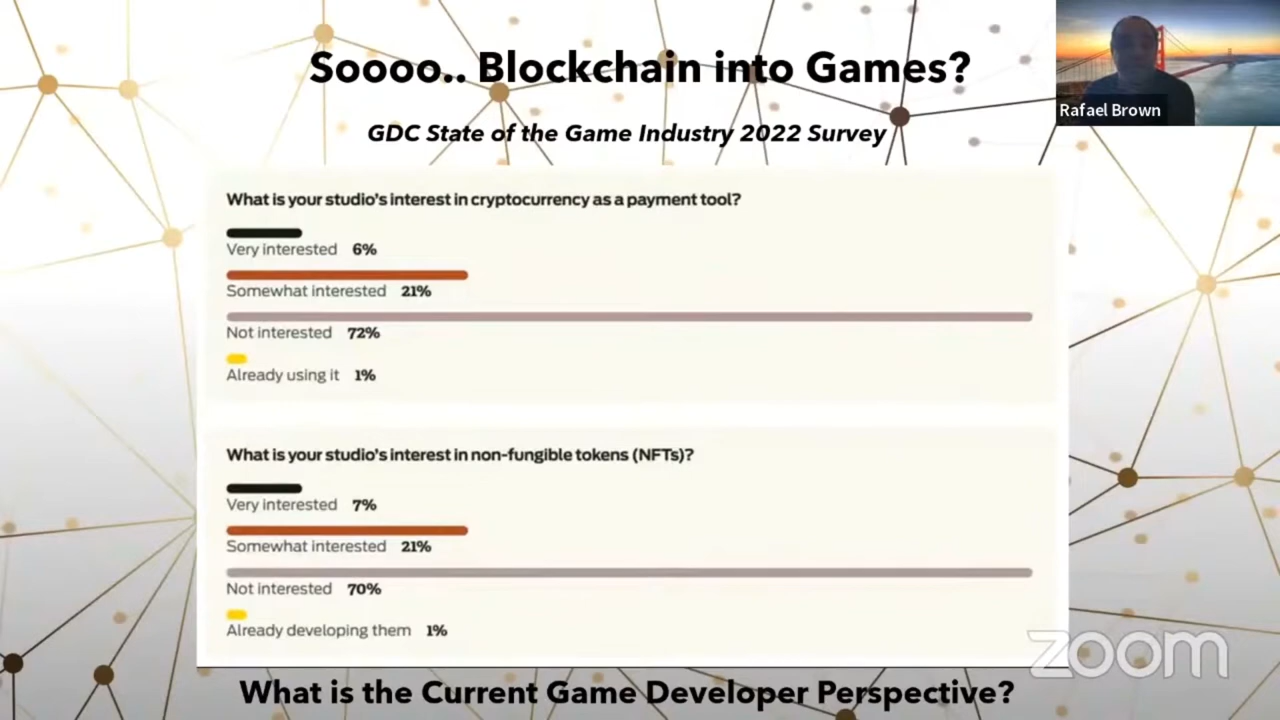 Soooo.. Blockchain into Games?
Rafael Brown
GDC State of the Game Industry 2022 Survey
What is your studio's interest in cryptocurrency as a payment tool?
Very interested 6%
Somewhat interested 21%
Not interested 72%
Already using it 1%
What is your studio's interest in non-fungible tokens (NFTs)?
Very interested 7%
Somewhat interested 21%
Not interested 70%
Already developing them 1%
zoom
What is the Current Game Developer Perspective?